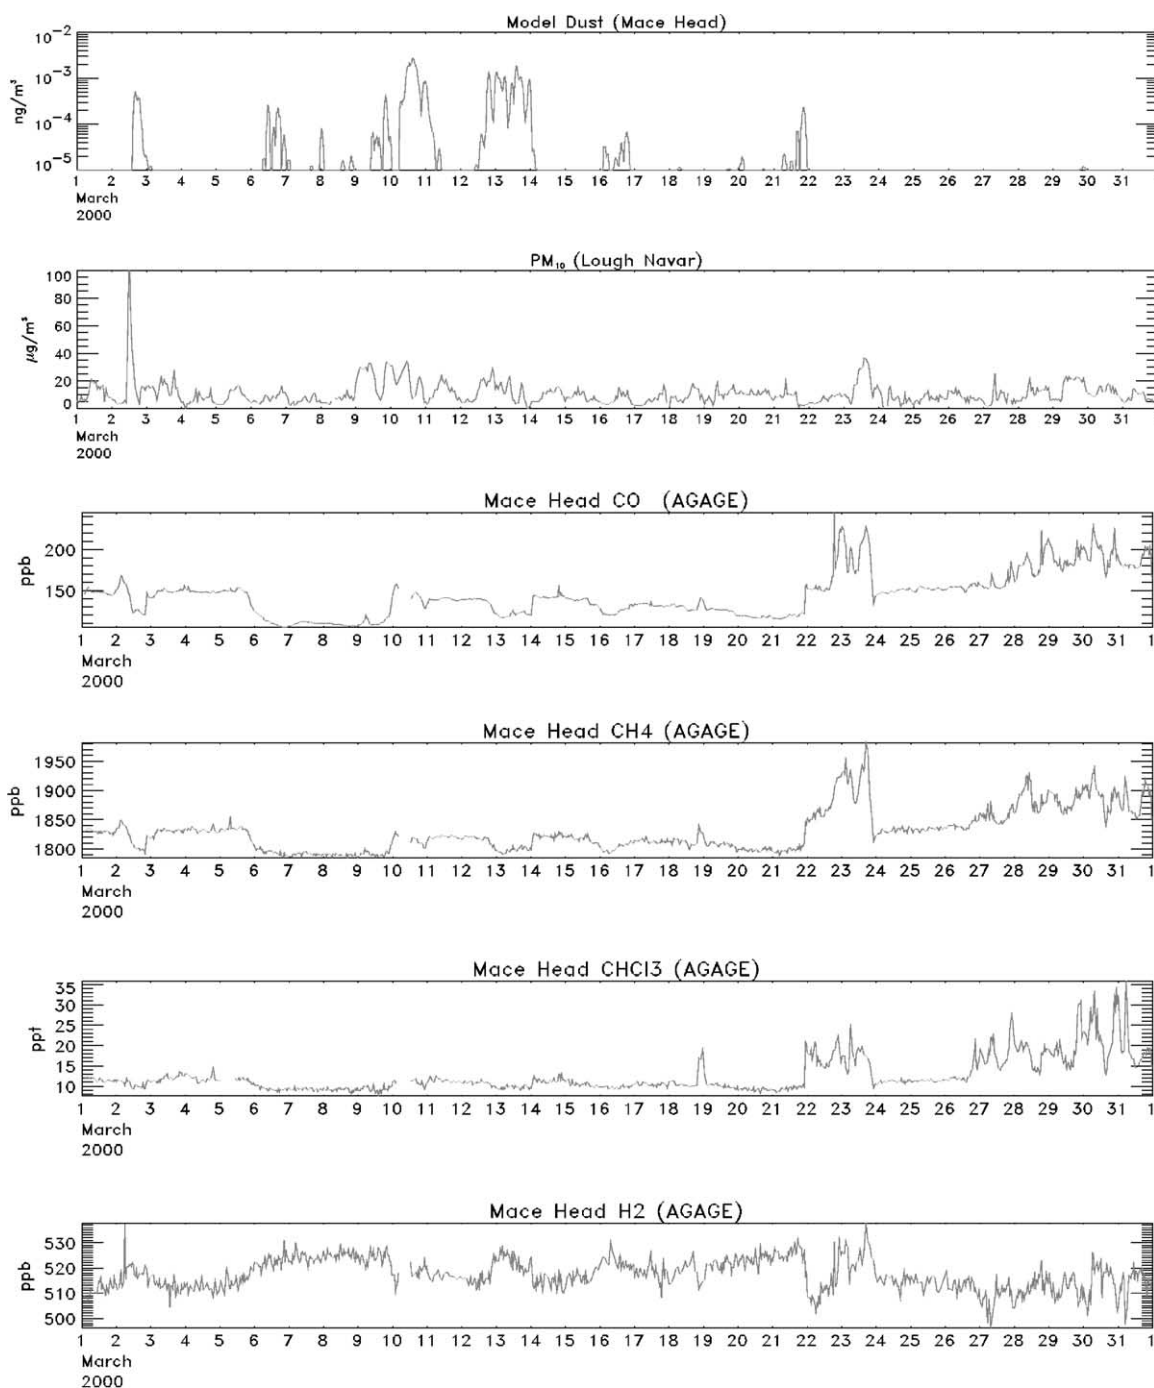 Model Dust (Mace Head)
10⁻²
10⁻³
10⁻⁴
10⁻⁵
ng/m³
1 2 3 4 5 6 7 8 9 10 11 12 13 14 15 16 17 18 19 20 21 22 23 24 25 26 27 28 29 30 31
March
2000
PM₁₀ (Lough Navar)
100
80
60
40
20
0
μg/m³
1 2 3 4 5 6 7 8 9 10 11 12 13 14 15 16 17 18 19 20 21 22 23 24 25 26 27 28 29 30 31
March
2000
Mace Head CO (AGAGE)
200
150
ppb
1 2 3 4 5 6 7 8 9 10 11 12 13 14 15 16 17 18 19 20 21 22 23 24 25 26 27 28 29 30 31 1
March
2000
Mace Head CH4 (AGAGE)
1950
1900
1850
1800
ppb
1 2 3 4 5 6 7 8 9 10 11 12 13 14 15 16 17 18 19 20 21 22 23 24 25 26 27 28 29 30 31 1
March
2000
Mace Head CHCl3 (AGAGE)
35
30
25
20
15
10
ppt
1 2 3 4 5 6 7 8 9 10 11 12 13 14 15 16 17 18 19 20 21 22 23 24 25 26 27 28 29 30 31 1
March
2000
Mace Head H2 (AGAGE)
530
520
510
500
ppb
1 2 3 4 5 6 7 8 9 10 11 12 13 14 15 16 17 18 19 20 21 22 23 24 25 26 27 28 29 30 31 1
March
2000